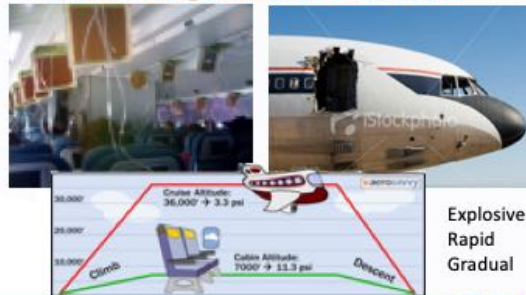 iStockphoto
aerosavvy
Cruise Altitude:
36,000' → 3.3 psi
30,000'
20,000'
Cabin Altitude:
7000' → 11.3 psi
10,000'
Climb
Descent
Explosive
Rapid
Gradual